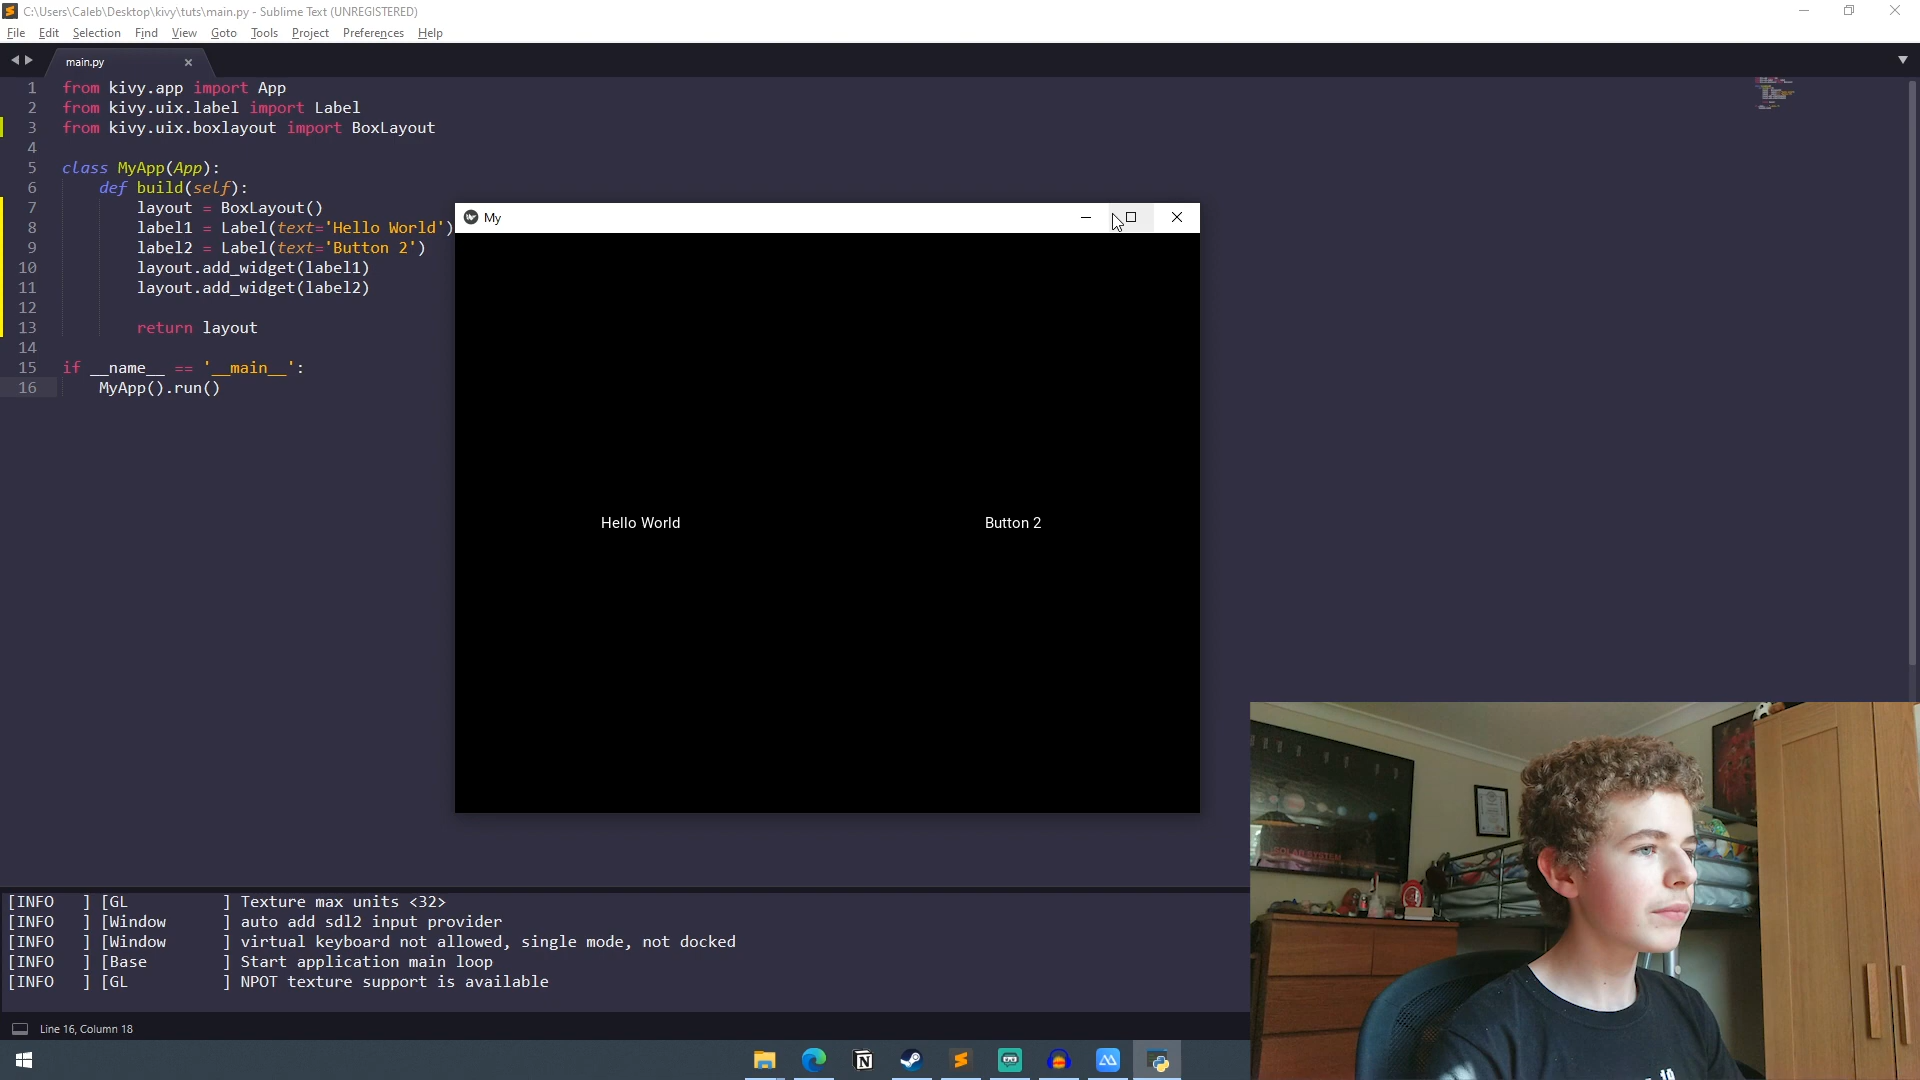 C:\Users\Caleb\Desktop\kivy\tuts\main.py - Sublime Text (UNREGISTERED)
File Edit Selection Find View Goto Tools Project Preferences Help
main.py
1 from kivy.app import App
2 from kivy.uix.label import Label
3 from kivy.uix.boxlayout import BoxLayout
4
5 class MyApp(App):
6 def build(self):
7 layout = BoxLayout()
8 label1 = Label(text='Hello World')
9 label2 = Label(text='Button 2')
10 layout.add_widget(label1)
11 layout.add_widget(label2)
12
13 return layout
14
15 if __name__ == '__main__':
16 MyApp().run()
My
Hello World
Button 2
[INFO ] [GL ] Texture max units <32>
[INFO ] [Window ] auto add sdl2 input provider
[INFO ] [Window ] virtual keyboard not allowed, single mode, not docked
[INFO ] [Base ] Start application main loop
[INFO ] [GL ] NPOT texture support is available
Line 16, Column 18
SOLAR SYSTEM